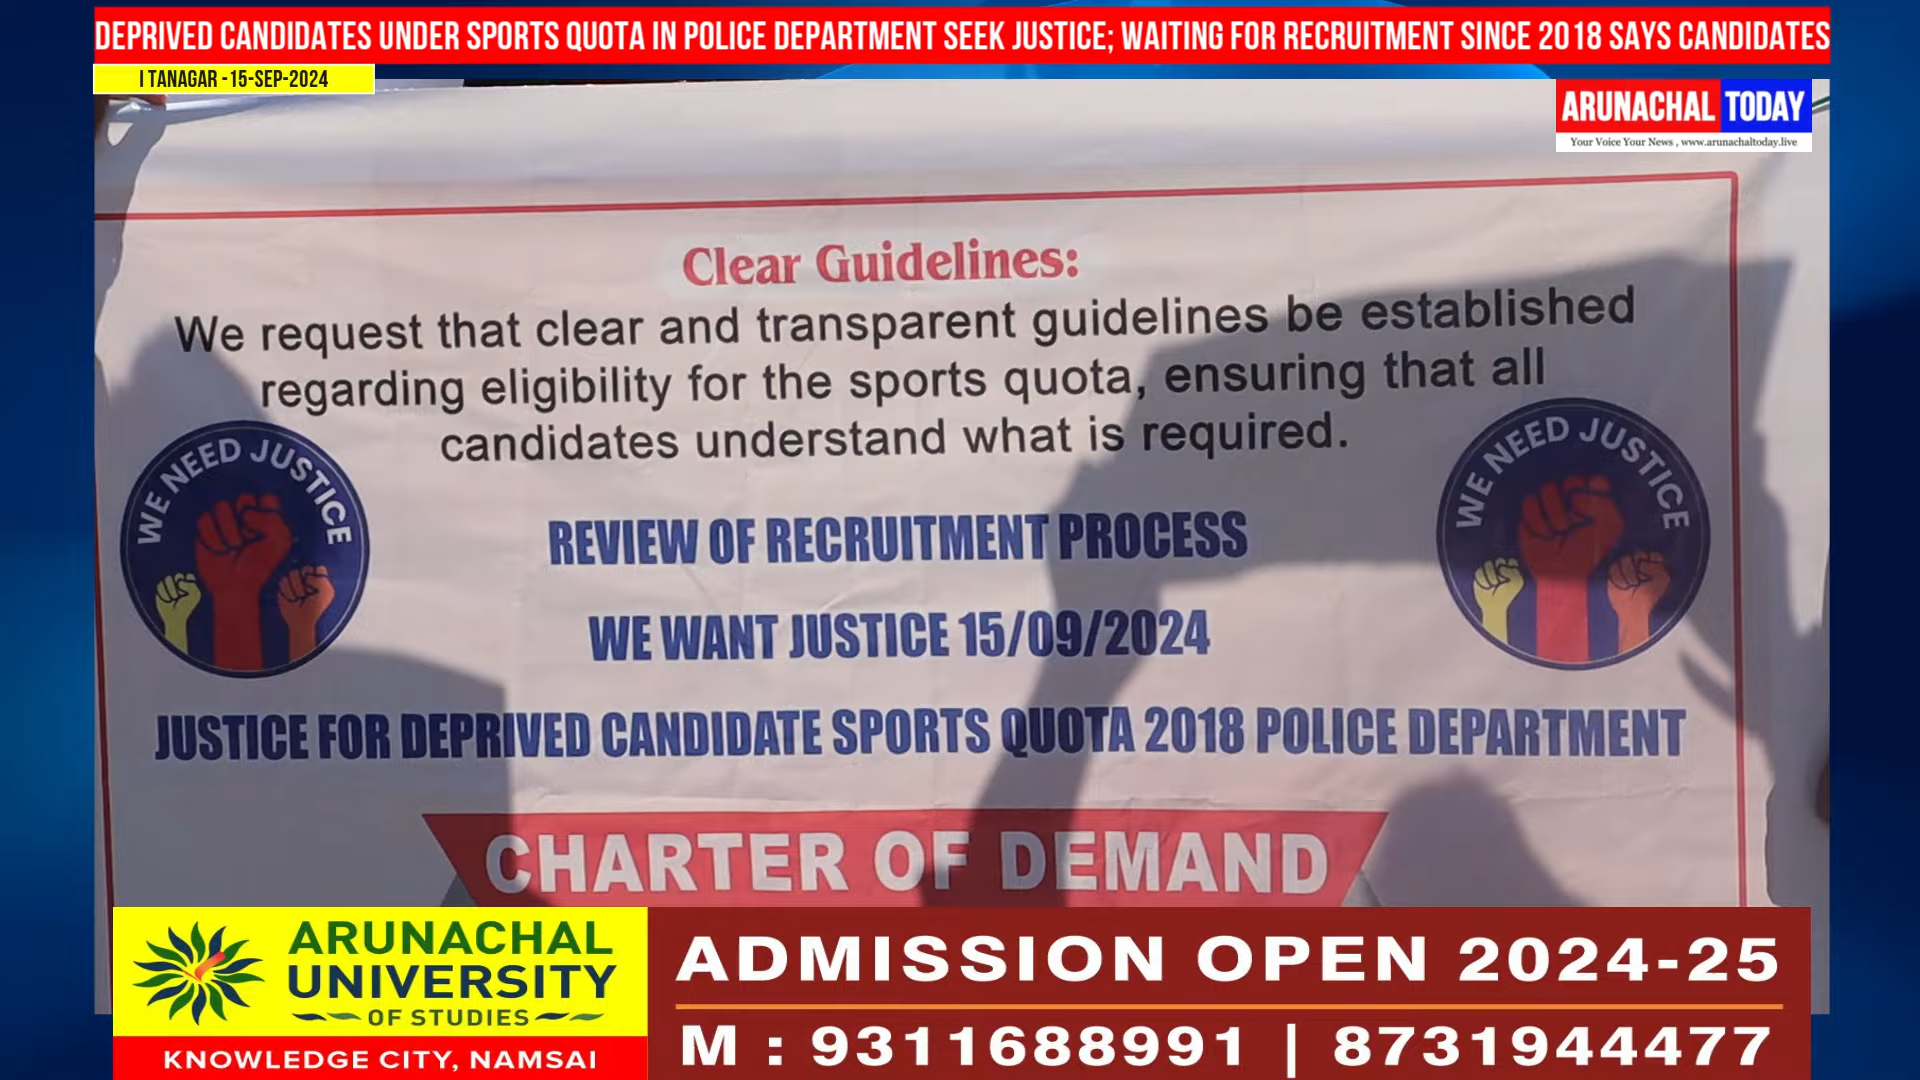 DEPRIVED CANDIDATES UNDER SPORTS QUOTA IN POLICE DEPARTMENT SEEK JUSTICE; WAITING FOR RECRUITMENT SINCE 2018 SAYS CANDIDATES
ITANAGAR -15-SEP-2024
ARUNACHAL TODAY
Your Voice Your News , www.arunachaltoday.live
Clear Guidelines:
We request that clear and transparent guidelines be established
regarding eligibility for the sports quota, ensuring that all
candidates understand what is required.
WE NEED JUSTICE
WE NEED JUSTICE
REVIEW OF RECRUITMENT PROCESS
WE WANT JUSTICE 15/09/2024
JUSTICE FOR DEPRIVED CANDIDATE SPORTS QUOTA 2018 POLICE DEPARTMENT
CHARTER OF DEMAND
ARUNACHAL
UNIVERSITY
OF STUDIES
KNOWLEDGE CITY, NAMSAI
ADMISSION OPEN 2024-25
M : 9311688991 | 8731944477